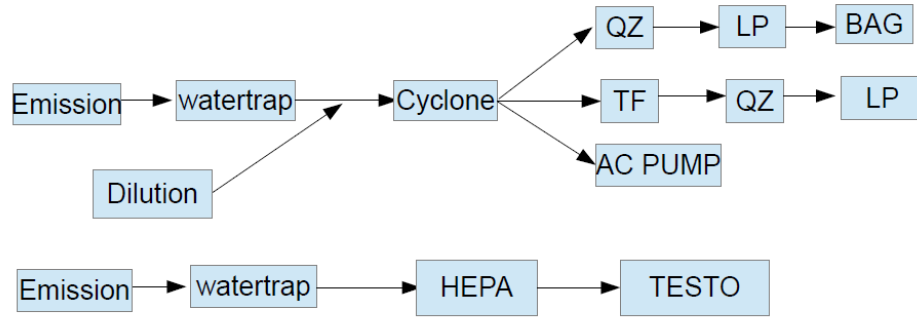 QZ
LP
BAG
Emission
watertrap
Cyclone
TF
QZ
LP
Dilution
AC PUMP
Emission
watertrap
HEPA
TESTO